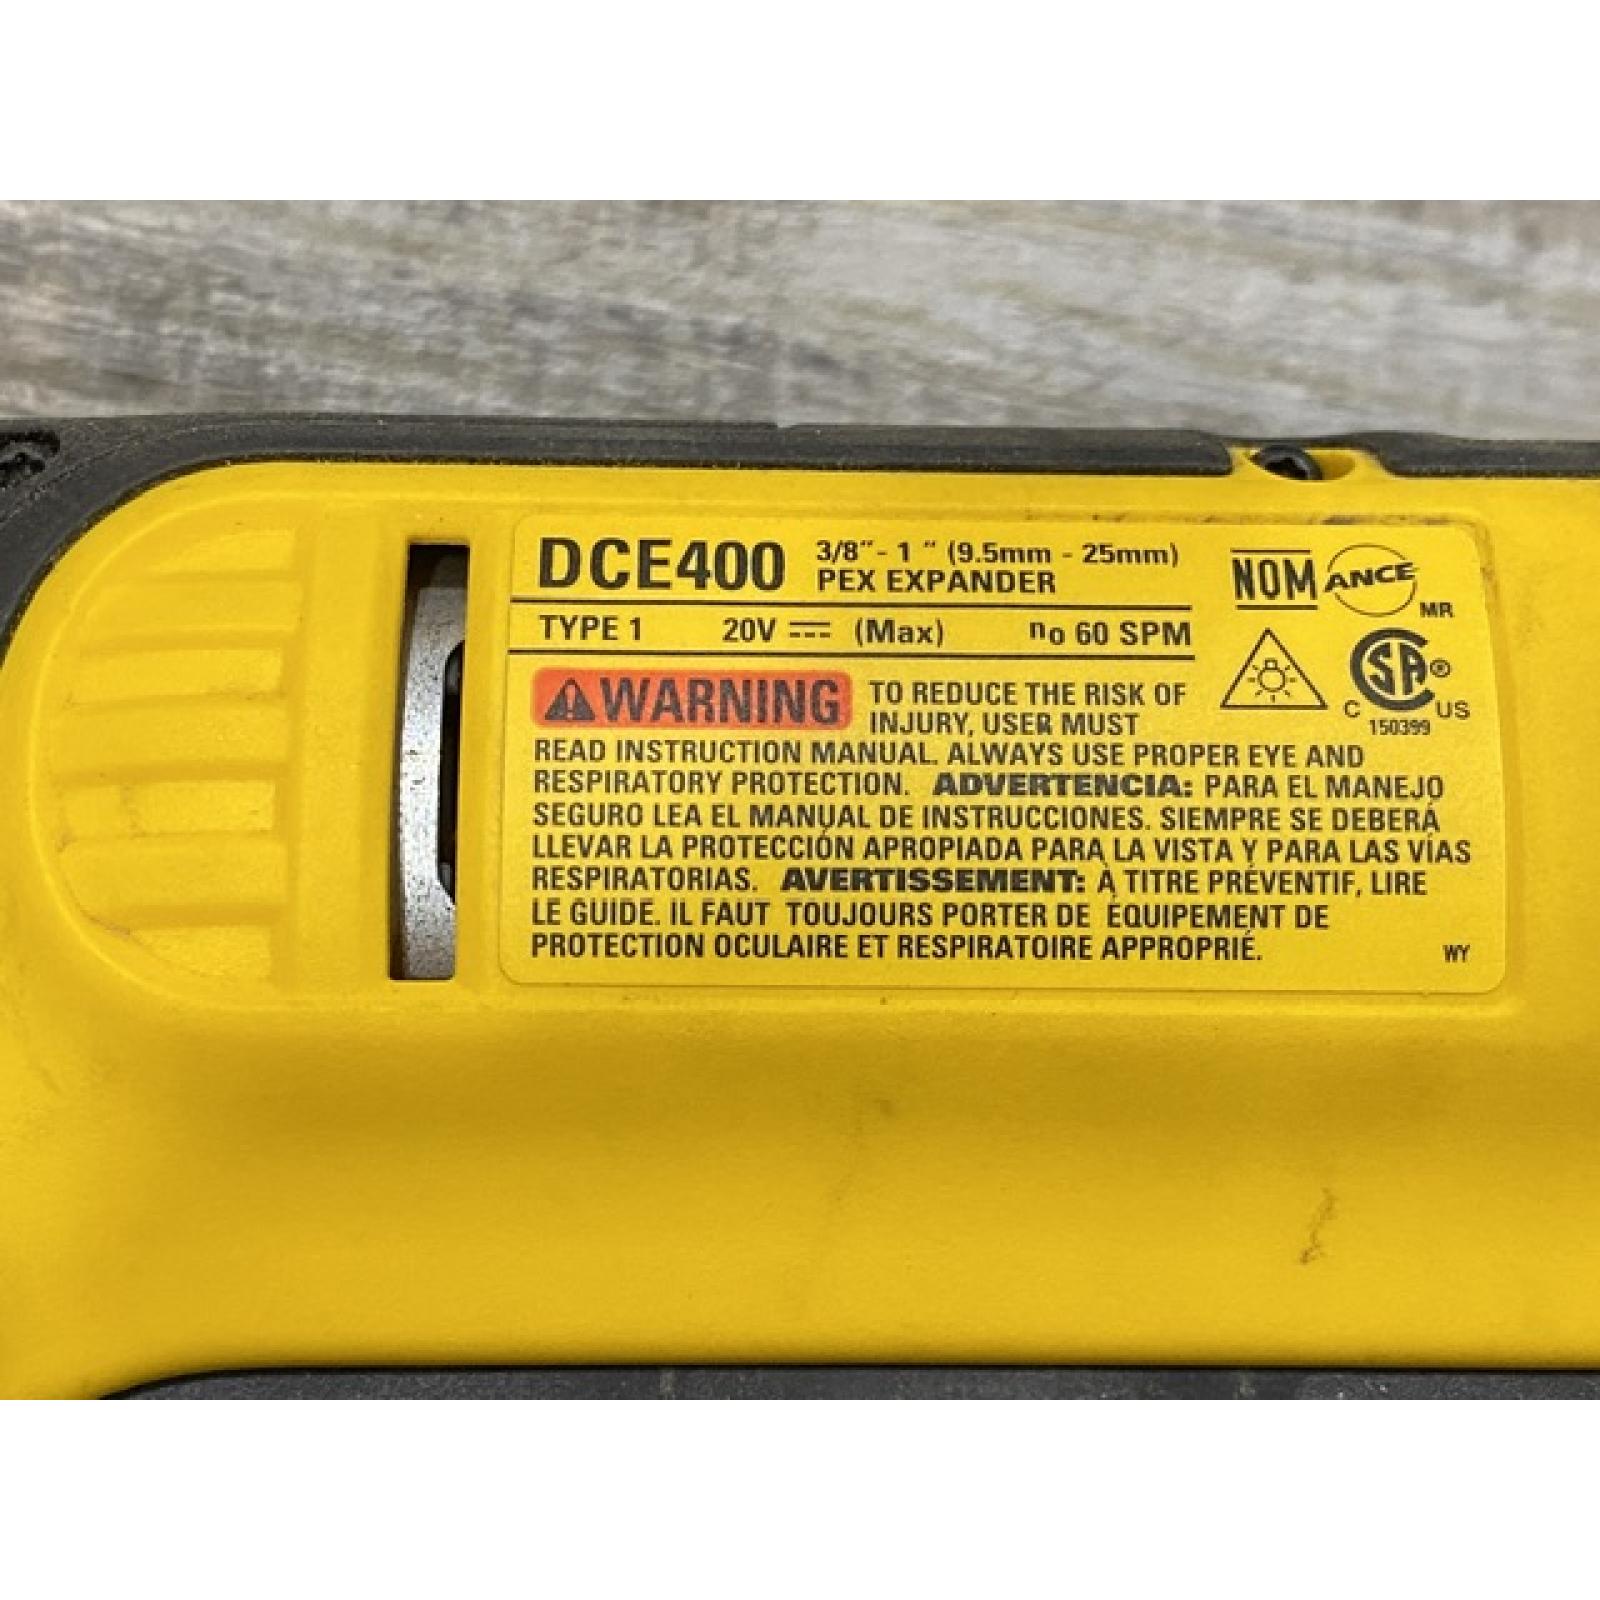 DCE400 3/8" - 1 " (9.5mm - 25mm)
PEX EXPANDER
TYPE 1 20V ⎓ (Max) no 60 SPM
WARNING TO REDUCE THE RISK OF
INJURY, USER MUST
READ INSTRUCTION MANUAL. ALWAYS USE PROPER EYE AND
RESPIRATORY PROTECTION. ADVERTENCIA: PARA EL MANEJO
SEGURO LEA EL MANUAL DE INSTRUCCIONES. SIEMPRE SE DEBERÁ
LLEVAR LA PROTECCIÓN APROPIADA PARA LA VISTA Y PARA LAS VÍAS
RESPIRATORIAS. AVERTISSEMENT: À TITRE PRÉVENTIF, LIRE
LE GUIDE. IL FAUT TOUJOURS PORTER DE ÉQUIPEMENT DE
PROTECTION OCULAIRE ET RESPIRATOIRE APPROPRIÉ.
WY
NOM ANCE MR
C SA ® US
150399